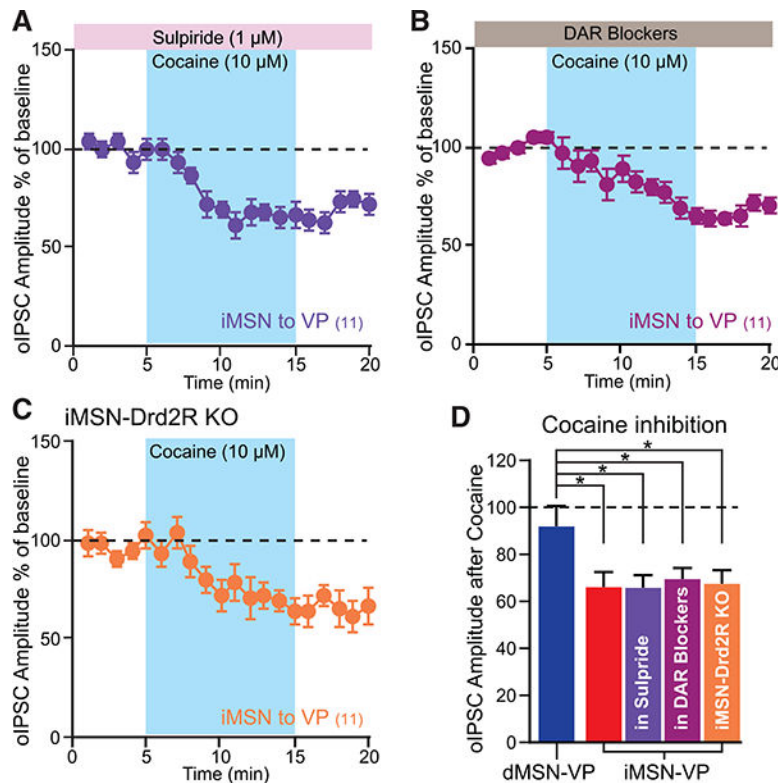 A
Sulpiride (1 µM)
Cocaine (10 µM)
oIPSC Amplitude % of baseline
150
100
50
0
iMSN to VP (11)
0 5 10 15 20
Time (min)
B
DAR Blockers
Cocaine (10 µM)
oIPSC Amplitude % of baseline
150
100
50
0
iMSN to VP (11)
0 5 10 15 20
Time (min)
C
iMSN-Drd2R KO
Cocaine (10 µM)
oIPSC Amplitude % of baseline
150
100
50
0
iMSN to VP (11)
0 5 10 15 20
Time (min)
D
Cocaine inhibition
oIPSC Amplitude after Cocaine
120
100
80
60
40
20
0
*
*
*
*
in Sulpride
in DAR Blockers
iMSN-Drd2R KO
dMSN-VP iMSN-VP